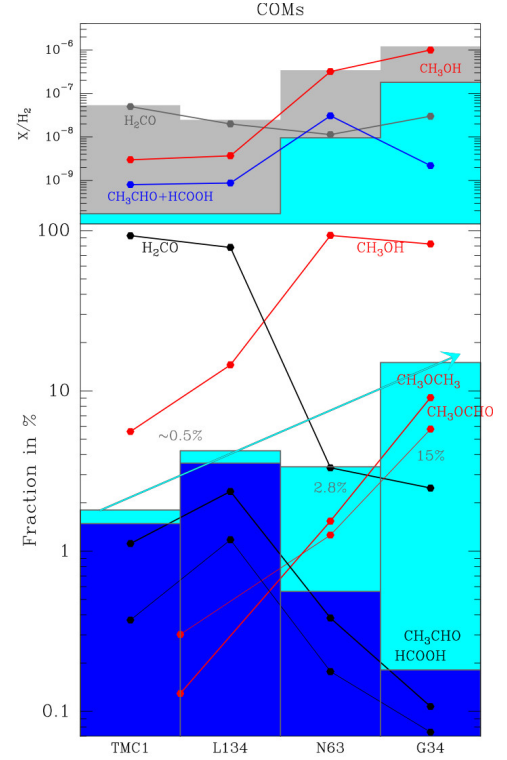 COMs
10⁻⁶
CH₃OH
10⁻⁷
X/H₂
H₂CO
10⁻⁸
10⁻⁹
CH₃CHO+HCOOH
100
H₂CO
CH₃OH
CH₃OCH₃
10
CH₃OCHO
~0.5%
15%
2.8%
Fraction in %
1
CH₃CHO
HCOOH
0.1
TMC1 L134 N63 G34